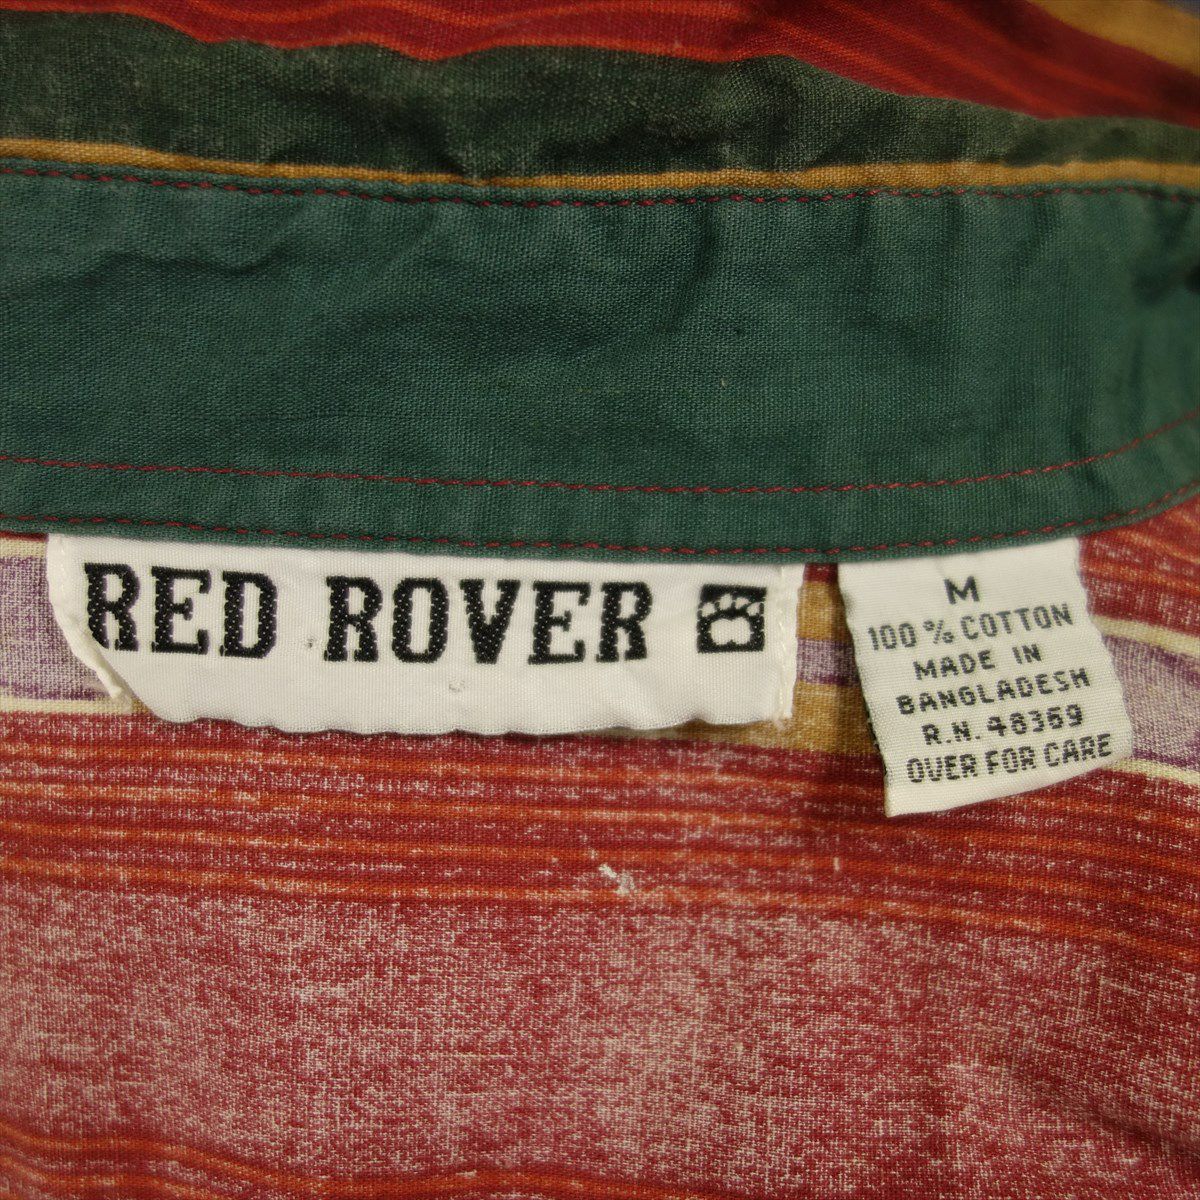 RED ROVER
M
100% COTTON
MADE IN
BANGLADESH
R.N. 48369
OVER FOR CARE